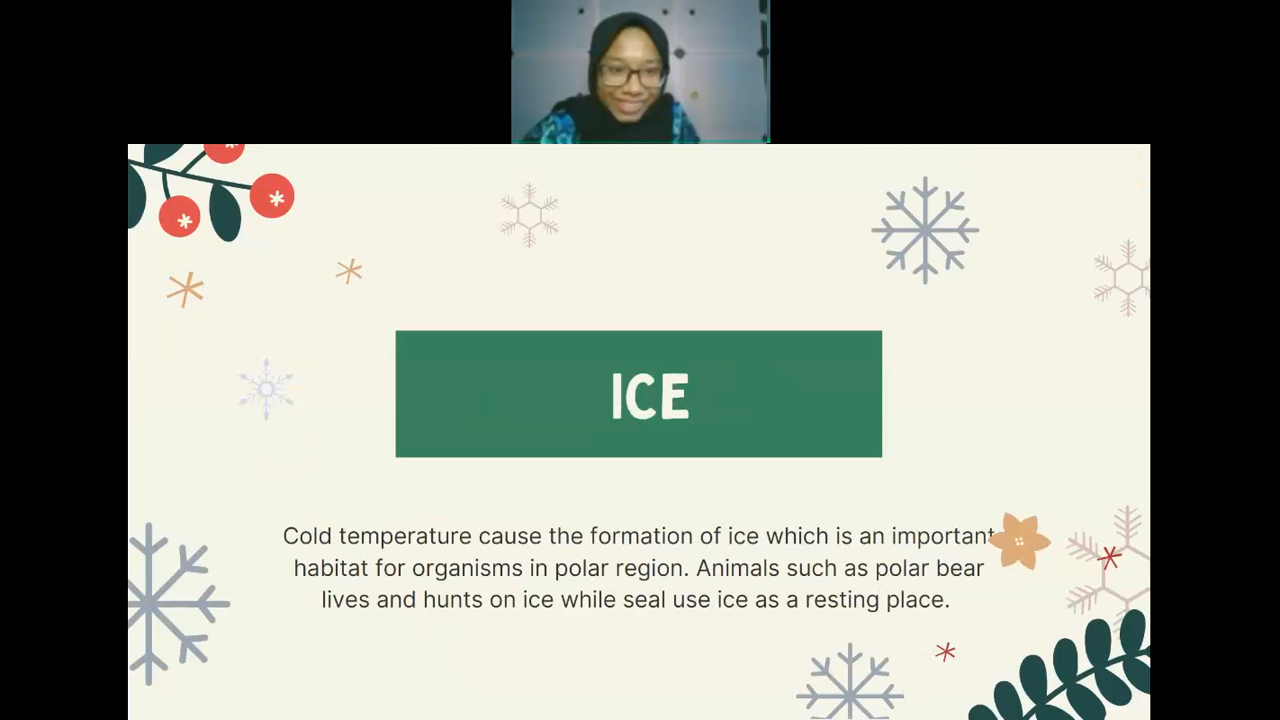 ICE
Cold temperature cause the formation of ice which is an important
habitat for organisms in polar region. Animals such as polar bear
lives and hunts on ice while seal use ice as a resting place.